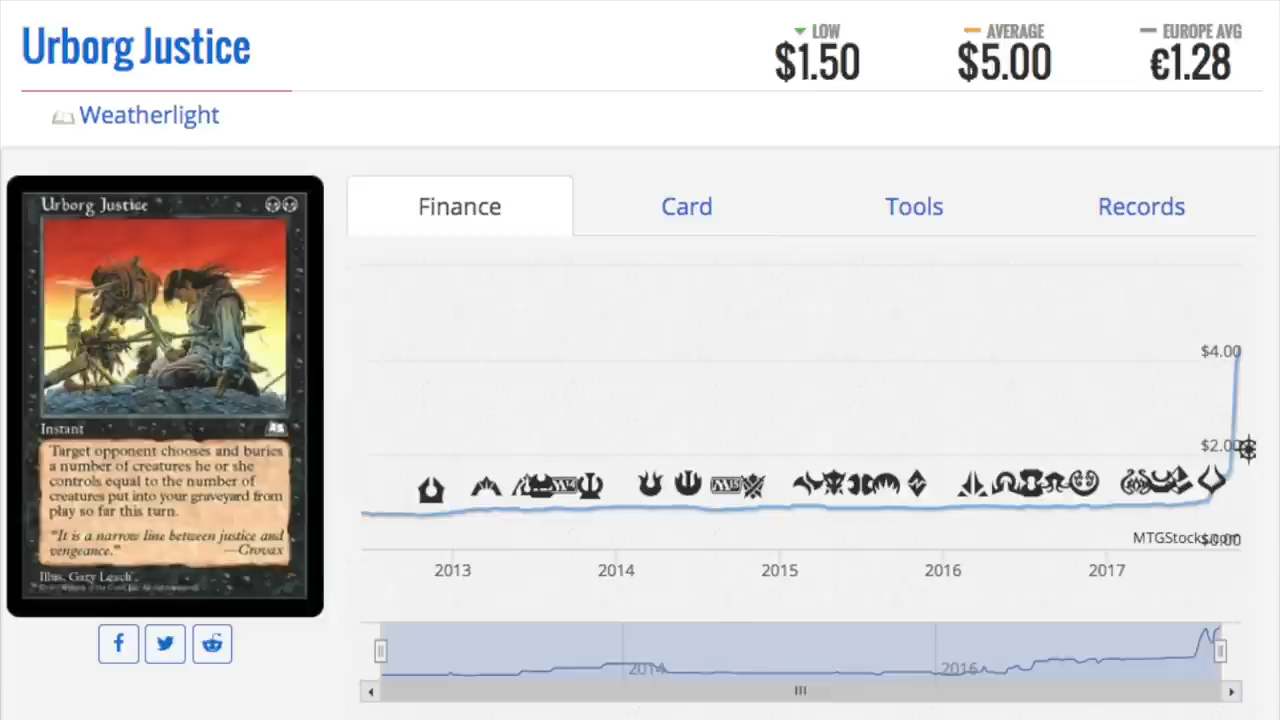 Urborg Justice
LOW
$1.50
AVERAGE
$5.00
EUROPE AVG
€1.28
Weatherlight
Urborg Justice
Instant
Target opponent chooses and buries
a number of creatures he or she
controls equal to the number of
creatures put into your graveyard from
play so far this turn.
"It is a narrow line between justice and
vengeance." —Crovax
Illus. Gary Leach
Finance
Card
Tools
Records
$4.00
$2.00
MTGStocks.com
$0.00
2013
2014
2015
2016
2017
2014
2016